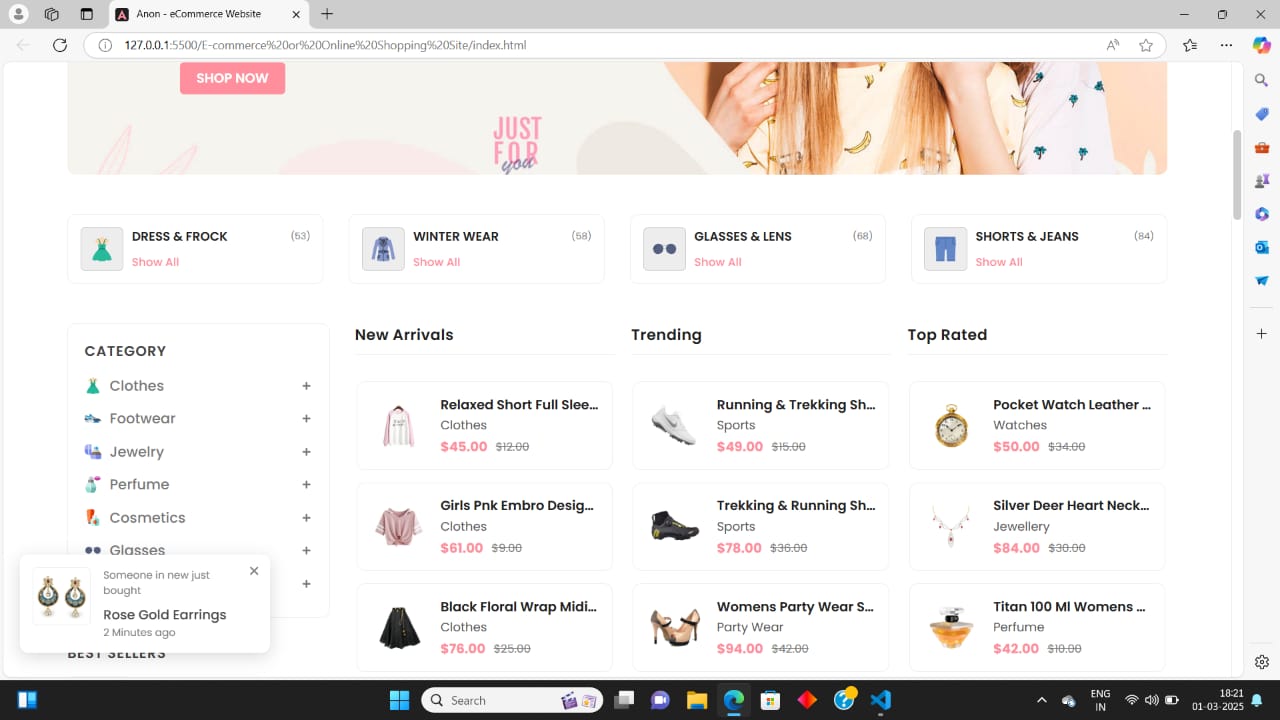 Anon - eCommerce Website
127.0.0.1:5500/E-commerce%20or%20Online%20Shopping%20Site/index.html
SHOP NOW
JUST
FOR
you
DRESS & FROCK (53)
Show All
WINTER WEAR (58)
Show All
GLASSES & LENS (68)
Show All
SHORTS & JEANS (84)
Show All
CATEGORY
Clothes +
Footwear +
Jewelry +
Perfume +
Cosmetics +
Glasses +
+
Someone in new just
bought
Rose Gold Earrings
2 Minutes ago
BEST SELLERS
New Arrivals
Relaxed Short Full Slee...
Clothes
$45.00 $12.00
Girls Pnk Embro Desig...
Clothes
$61.00 $9.00
Black Floral Wrap Midi...
Clothes
$76.00 $25.00
Trending
Running & Trekking Sh...
Sports
$49.00 $15.00
Trekking & Running Sh...
Sports
$78.00 $36.00
Womens Party Wear S...
Party Wear
$94.00 $42.00
Top Rated
Pocket Watch Leather ...
Watches
$50.00 $34.00
Silver Deer Heart Neck...
Jewellery
$84.00 $30.00
Titan 100 Ml Womens ...
Perfume
$42.00 $10.00
Search
ENG
IN
18:21
01-03-2025